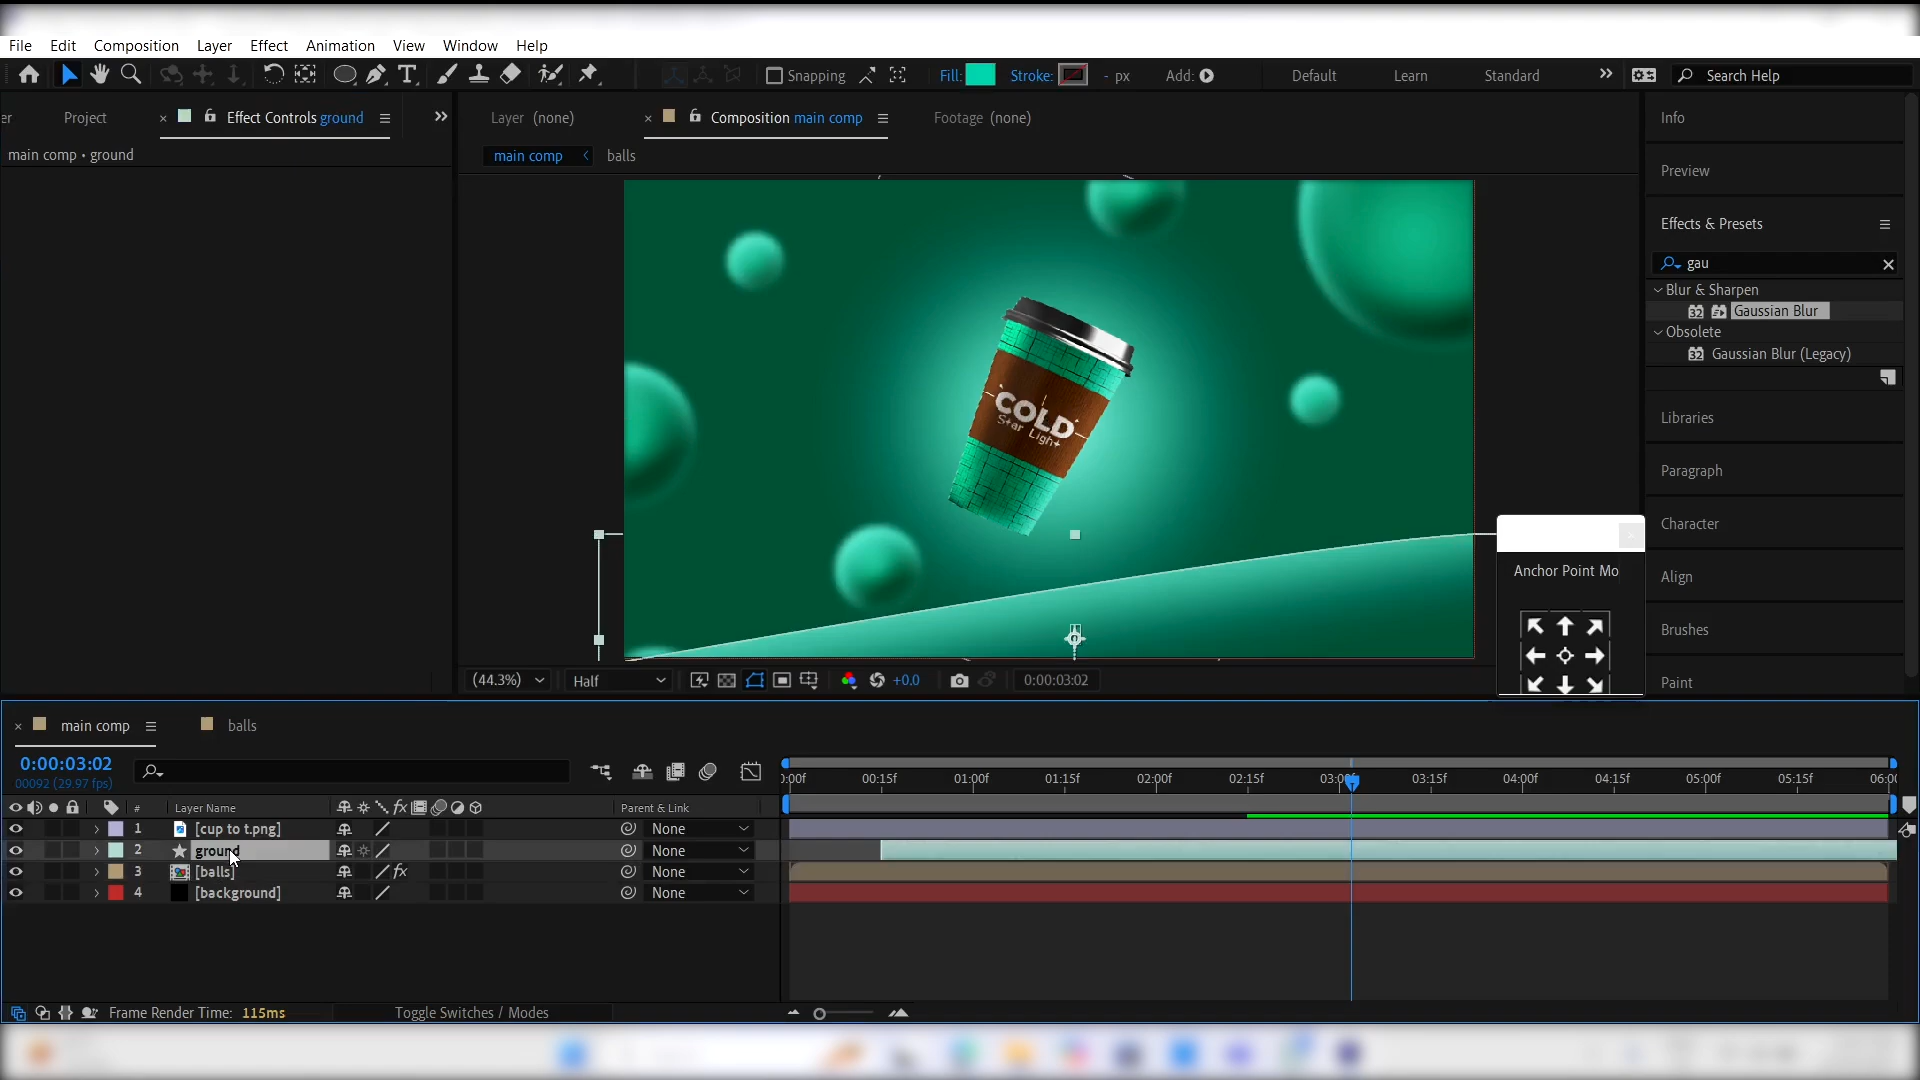 File Edit Composition Layer Effect Animation View Window Help
Snapping Fill: Stroke: - px Add: Default Learn Standard Search Help
er Project × Effect Controls ground
main comp • ground
Layer (none) × Composition main comp Footage (none)
main comp balls
COLD
Star Light
(44.3%) Half +0.0 0:00:03:02
Info
Preview
Effects & Presets
gau
Blur & Sharpen
32 Gaussian Blur
Obsolete
32 Gaussian Blur (Legacy)
Libraries
Paragraph
Character
Align
Brushes
Paint
Anchor Point Mo
× main comp balls
0:00:03:02
00092 (29.97 fps)
# Layer Name fx Parent & Link
1 [cup to t.png] None
2 ground None
3 [balls] fx None
4 [background] None
):00f 00:15f 01:00f 01:15f 02:00f 02:15f 03:00f 03:15f 04:00f 04:15f 05:00f 05:15f 06:0(
Frame Render Time: 115ms Toggle Switches / Modes